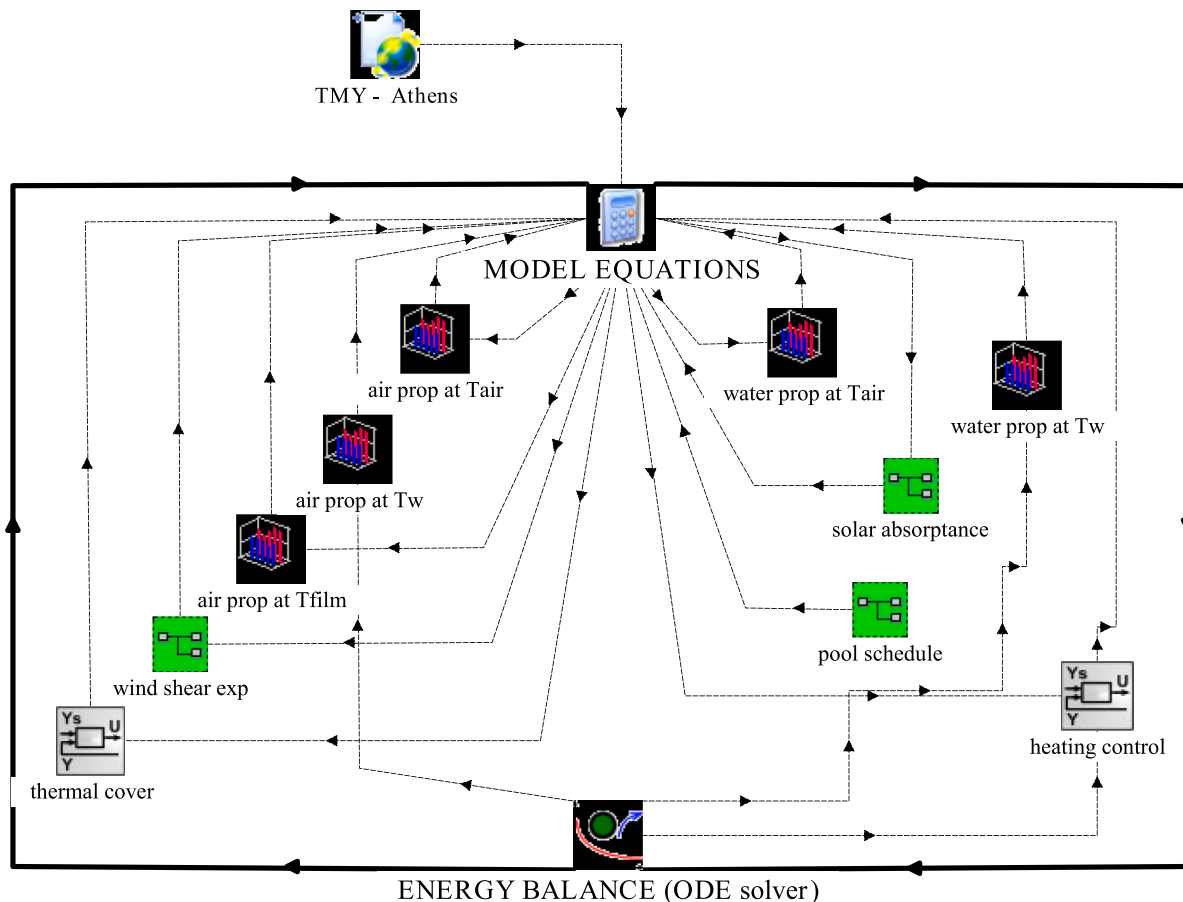 TMY - Athens
MODEL EQUATIONS
air prop at Tair
water prop at Tair
water prop at Tw
air prop at Tw
solar absorptance
air prop at Tfilm
pool schedule
wind shear exp
Ys
U
Y
thermal cover
Ys
U
Y
heating control
ENERGY BALANCE (ODE solver)